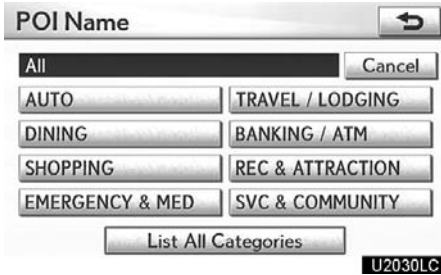 POI Name
All Cancel
AUTO TRAVEL / LODGING
DINING BANKING / ATM
SHOPPING REC & ATTRACTION
EMERGENCY & MED SVC & COMMUNITY
List All Categories
U2030LC